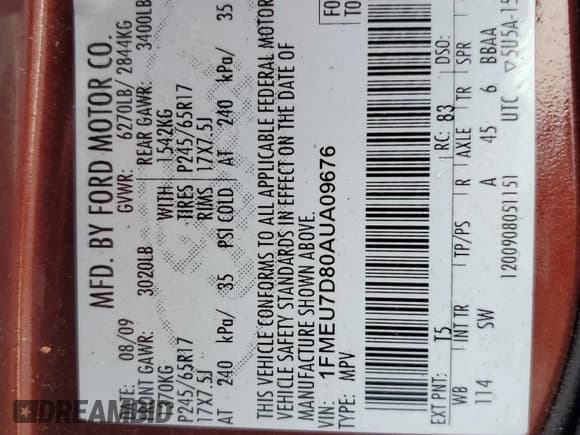 MFD. BY FORD MOTOR CO.
DATE: 08/09 GVWR: 6270LB/ 2844KG
FRONT GAWR: 3020LB REAR GAWR: 3400LB
1370KG WITH 1542KG
P245/65R17 TIRES P245/65R17
17X7.5J RIMS 17X7.5J
AT 240 kPa/ 35 PSI COLD AT 240 kPa/ 35
THIS VEHICLE CONFORMS TO ALL APPLICABLE FEDERAL MOTOR
VEHICLE SAFETY STANDARDS IN EFFECT ON THE DATE OF
MANUFACTURE SHOWN ABOVE.
VIN: 1FMEU7D80AUA09676
TYPE: MPV
F0
T0
EXT PNT: T5 RC: 83 DSO:
WB INT TR TP/PS R AXLE TR SPR
114 SW A 45 6 BBAA
UTC ▽5U5A-15
1200908051151
DREAMBID